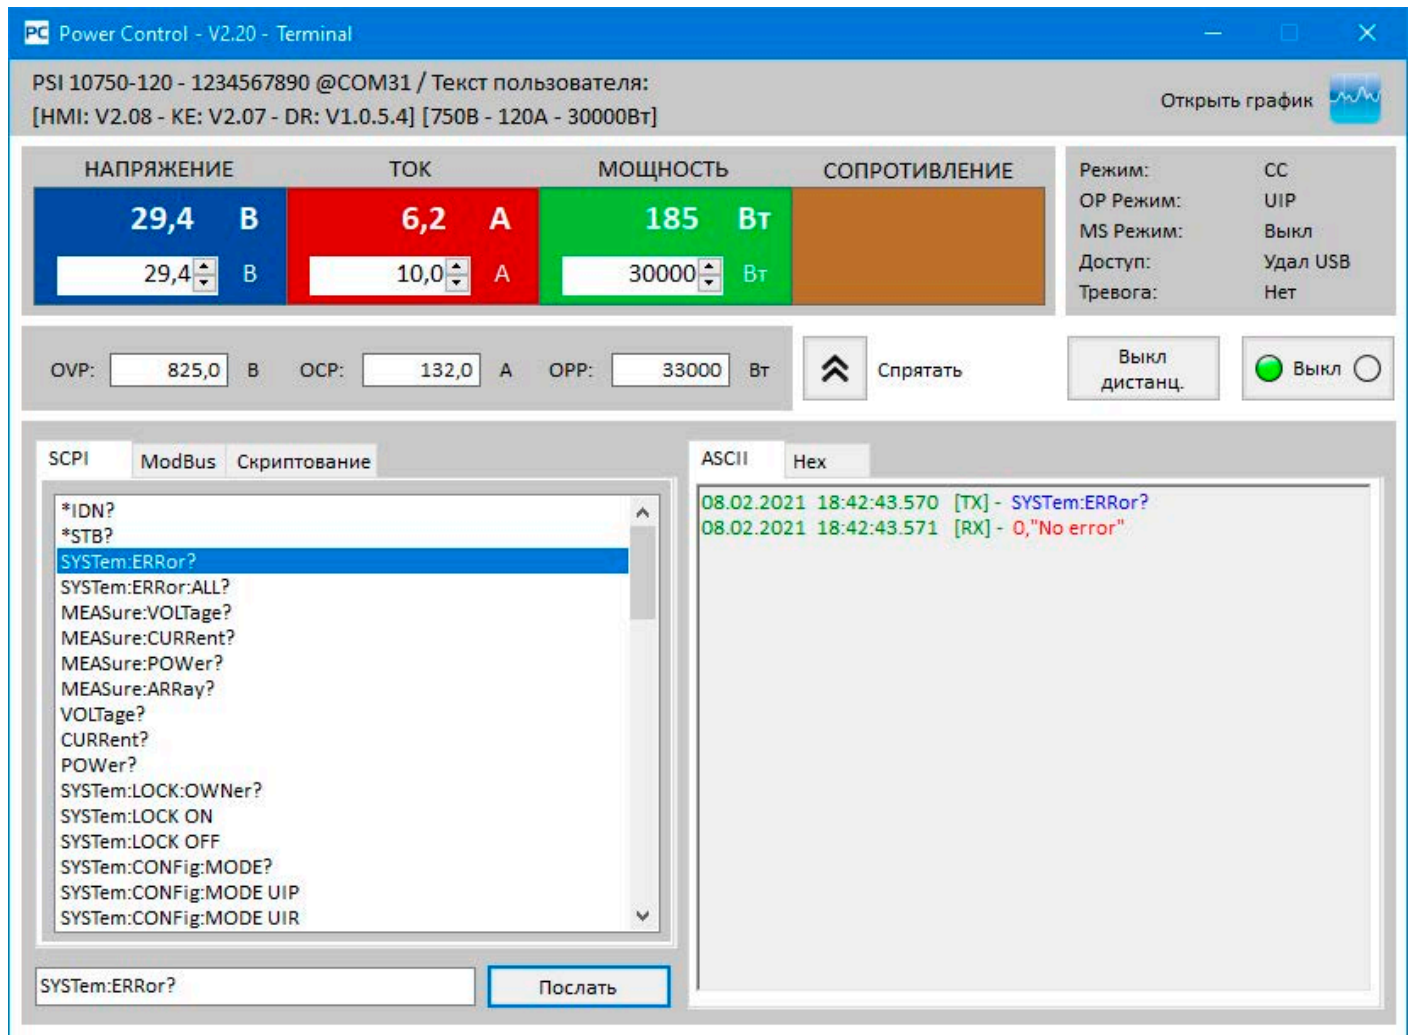 PC Power Control - V2.20 - Terminal
PSI 10750-120 - 1234567890 @COM31 / Текст пользователя:
[HMI: V2.08 - KE: V2.07 - DR: V1.0.5.4] [750В - 120A - 30000Вт]
Открыть график
НАПРЯЖЕНИЕ ТОК МОЩНОСТЬ СОПРОТИВЛЕНИЕ
29,4 В 6,2 А 185 Вт
29,4 В 10,0 А 30000 Вт
Режим: CC
OP Режим: UIP
MS Режим: Выкл
Доступ: Удал USB
Тревога: Нет
OVP: 825,0 В OCP: 132,0 А OPP: 33000 Вт
Спрятать
Выкл
дистанц.
Выкл
SCPI ModBus Скриптование
*IDN?
*STB?
SYSTem:ERRor?
SYSTem:ERRor:ALL?
MEASure:VOLTage?
MEASure:CURRent?
MEASure:POWer?
MEASure:ARRay?
VOLTage?
CURRent?
POWer?
SYSTem:LOCK:OWNer?
SYSTem:LOCK ON
SYSTem:LOCK OFF
SYSTem:CONFig:MODE?
SYSTem:CONFig:MODE UIP
SYSTem:CONFig:MODE UIR
SYSTem:ERRor?
Послать
ASCII Hex
08.02.2021 18:42:43.570 [TX] - SYSTem:ERRor?
08.02.2021 18:42:43.571 [RX] - 0,"No error"